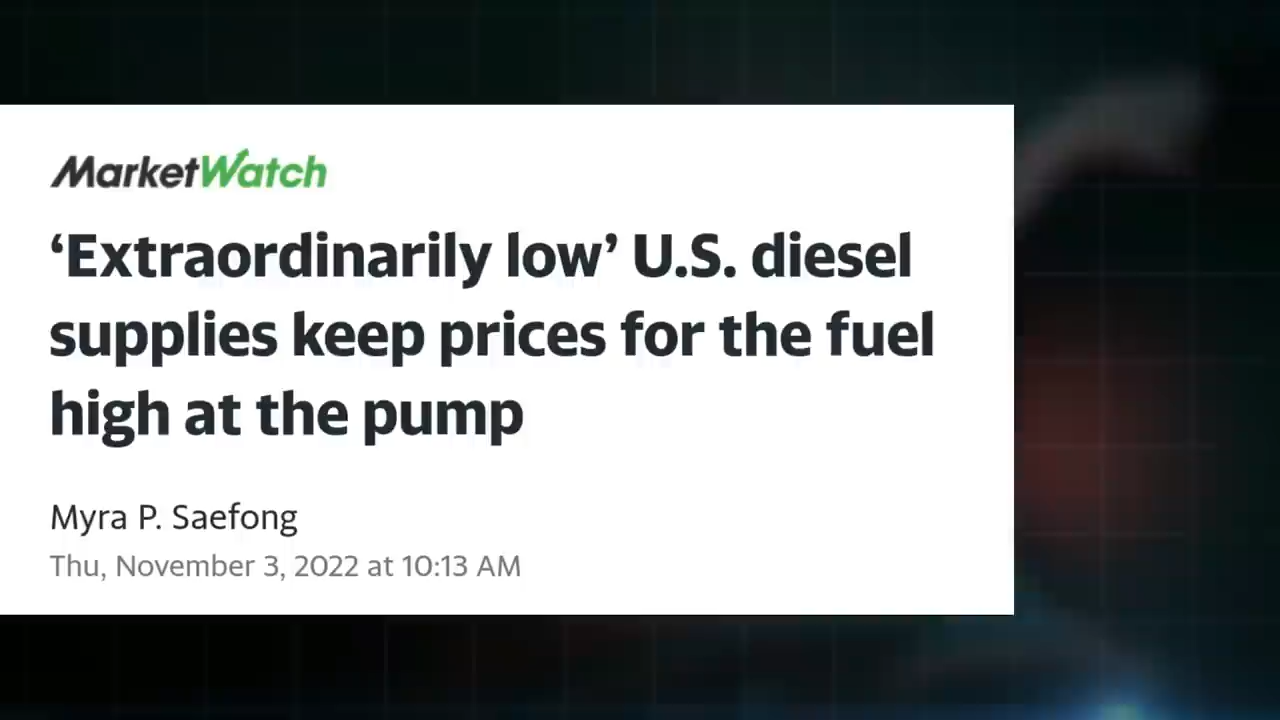 MarketWatch
‘Extraordinarily low’ U.S. diesel
supplies keep prices for the fuel
high at the pump
Myra P. Saefong
Thu, November 3, 2022 at 10:13 AM